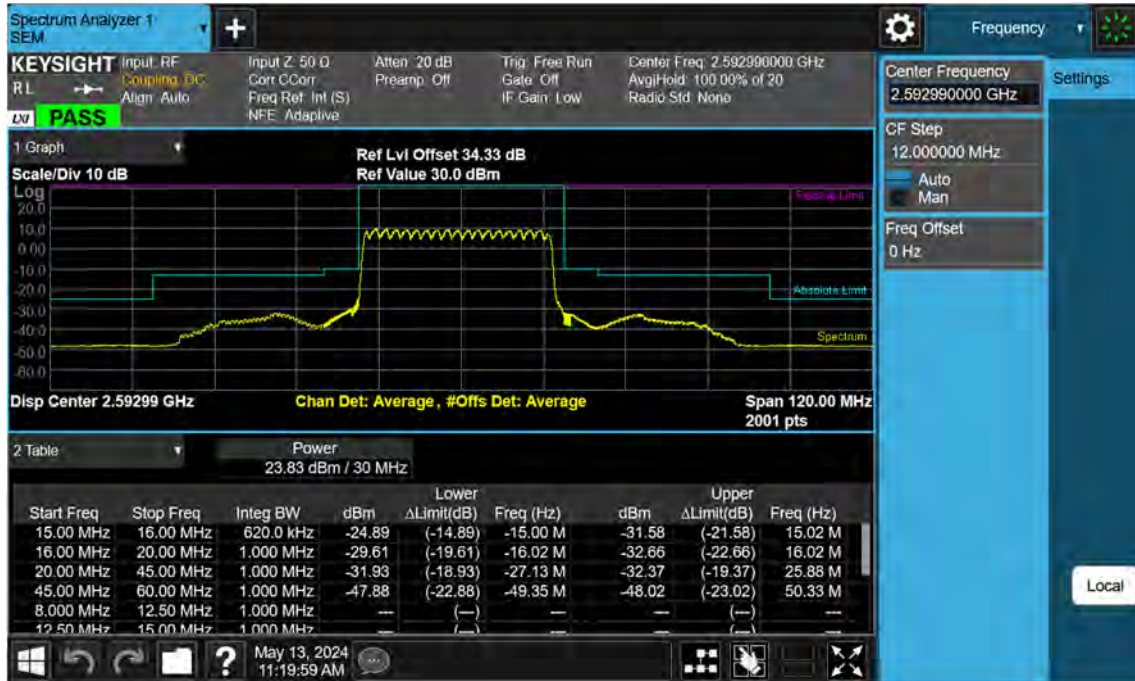 Spectrum Analyzer 1
SEM
Frequency
KEYSIGHT
RL
LXI
PASS
Input: RF
Coupling: DC
Align: Auto
Input Z: 50 Ω
Corr CCorr
Freq Ref: Int (S)
NFE: Adaptive
Atten: 20 dB
Preamp: Off
Trig: Free Run
Gate: Off
IF Gain: Low
Center Freq: 2.592990000 GHz
Avg|Hold: 100.00% of 20
Radio Std: None
Center Frequency
2.592990000 GHz
Settings
CF Step
12.000000 MHz
Auto
Man
Freq Offset
0 Hz
Local
1 Graph
Scale/Div 10 dB
Ref Lvl Offset 34.33 dB
Ref Value 30.0 dBm
Log
20.0
10.0
0.00
-10.0
-20.0
-30.0
-40.0
-50.0
-60.0
Absolute Limit
Spectrum
Disp Center 2.59299 GHz
Chan Det: Average, #Offs Det: Average
Span 120.00 MHz
2001 pts
2 Table
Power
23.83 dBm / 30 MHz
Lower Upper
Start Freq Stop Freq Integ BW dBm ΔLimit(dB) Freq (Hz) dBm ΔLimit(dB) Freq (Hz)
15.00 MHz 16.00 MHz 620.0 kHz -24.89 (-14.89) -15.00 M -31.58 (-21.58) 15.02 M
16.00 MHz 20.00 MHz 1.000 MHz -29.61 (-19.61) -16.02 M -32.66 (-22.66) 16.02 M
20.00 MHz 45.00 MHz 1.000 MHz -31.93 (-18.93) -27.13 M -32.37 (-19.37) 25.88 M
45.00 MHz 60.00 MHz 1.000 MHz -47.88 (-22.88) -49.35 M -48.02 (-23.02) 50.33 M
8.000 MHz 12.50 MHz 1.000 MHz --- (---) --- --- (---) ---
12.50 MHz 15.00 MHz 1.000 MHz --- (---) --- --- (---) ---
May 13, 2024
11:19:59 AM